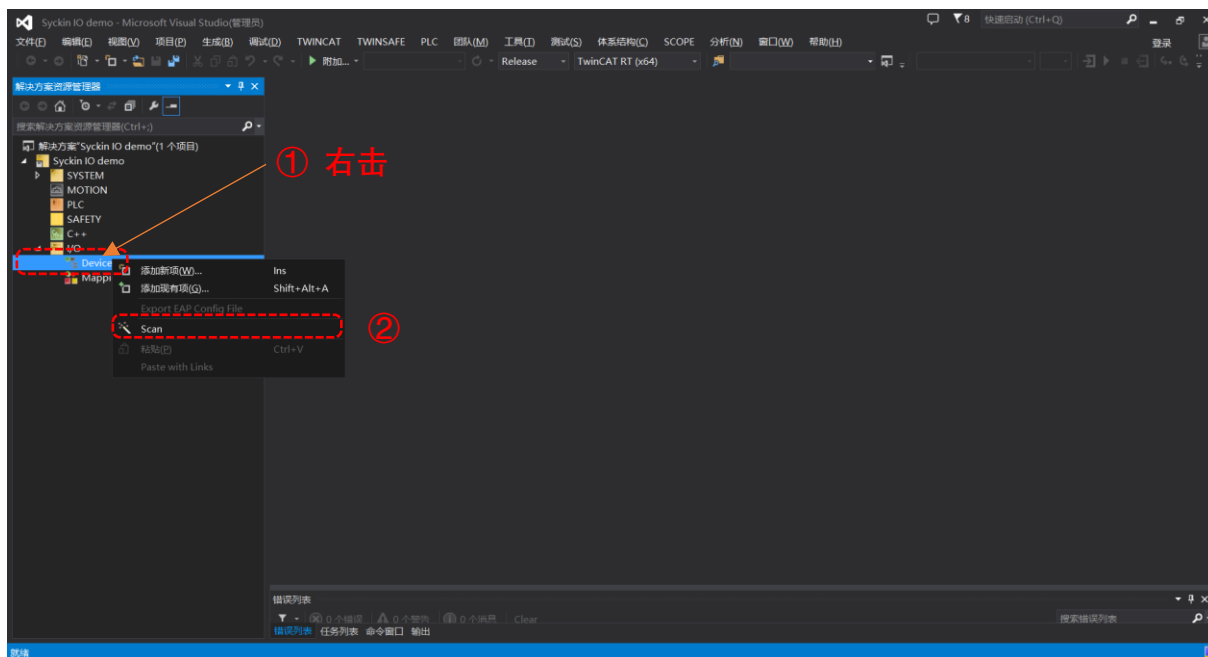 Syckin IO demo - Microsoft Visual Studio(管理员)
8 快速启动 (Ctrl+Q)
文件(F) 编辑(E) 视图(V) 项目(P) 生成(B) 调试(D) TWINCAT TWINSAFE PLC 团队(M) 工具(T) 测试(S) 体系结构(C) SCOPE 分析(N) 窗口(W) 帮助(H) 登录
附加... Release TwinCAT RT (x64)
解决方案资源管理器
搜索解决方案资源管理器(Ctrl+;)
解决方案"Syckin IO demo"(1 个项目)
Syckin IO demo
SYSTEM
MOTION
PLC
SAFETY
C++
I/O
Device
Mappi
① 右击
添加新项(W)... Ins
添加现有项(G)... Shift+Alt+A
Export EAP Config File
Scan
②
粘贴(P) Ctrl+V
Paste with Links
错误列表
0 个错误 0 个警告 0 个消息 Clear 搜索错误列表
错误列表 任务列表 命令窗口 输出
就绪